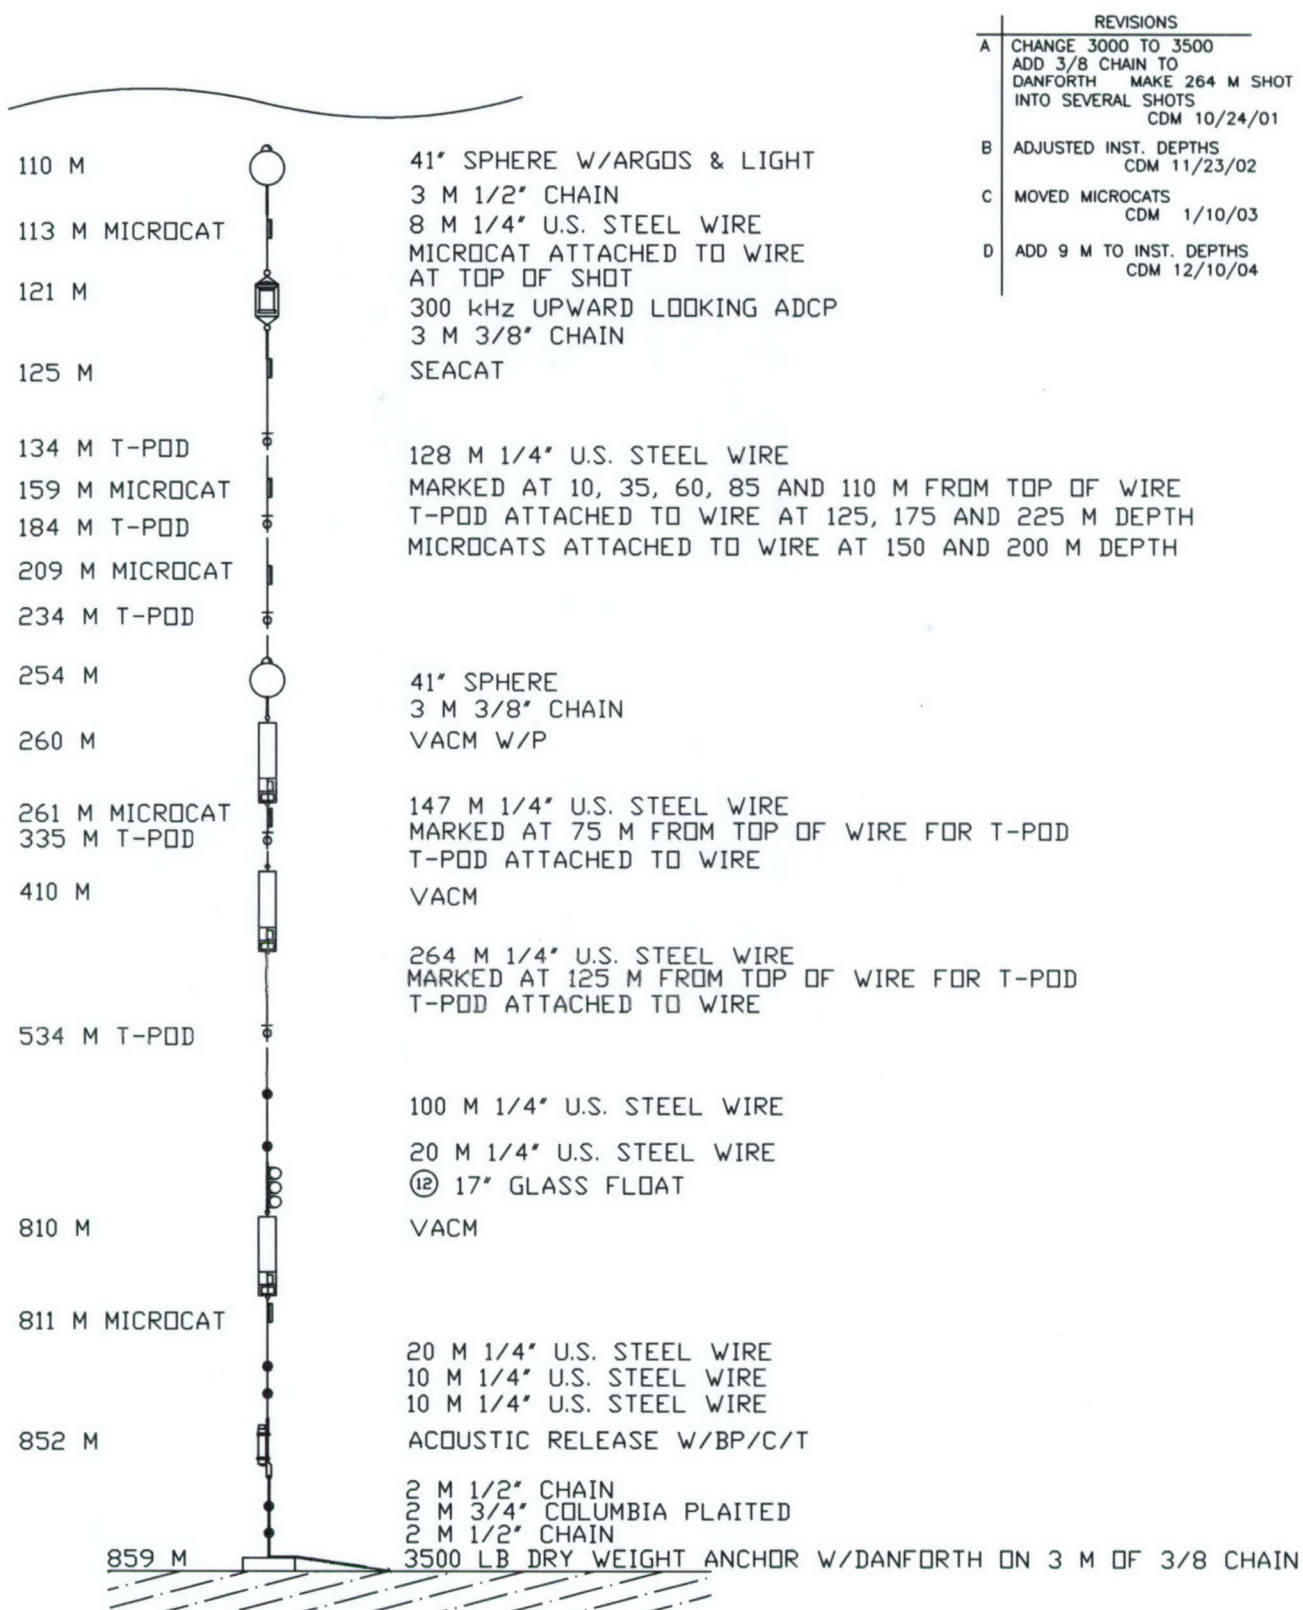 REVISIONS
A CHANGE 3000 TO 3500
ADD 3/8 CHAIN TO
DANFORTH MAKE 264 M SHOT
INTO SEVERAL SHOTS
CDM 10/24/01
B ADJUSTED INST. DEPTHS
CDM 11/23/02
C MOVED MICROCATS
CDM 1/10/03
D ADD 9 M TO INST. DEPTHS
CDM 12/10/04
110 M 41" SPHERE W/ARGOS & LIGHT
3 M 1/2" CHAIN
113 M MICROCAT 8 M 1/4" U.S. STEEL WIRE
MICROCAT ATTACHED TO WIRE
AT TOP OF SHOT
121 M 300 kHz UPWARD LOOKING ADCP
3 M 3/8" CHAIN
125 M SEACAT
134 M T-POD 128 M 1/4" U.S. STEEL WIRE
159 M MICROCAT MARKED AT 10, 35, 60, 85 AND 110 M FROM TOP OF WIRE
184 M T-POD T-POD ATTACHED TO WIRE AT 125, 175 AND 225 M DEPTH
MICROCATS ATTACHED TO WIRE AT 150 AND 200 M DEPTH
209 M MICROCAT
234 M T-POD
254 M 41" SPHERE
3 M 3/8" CHAIN
260 M VACM W/P
261 M MICROCAT 147 M 1/4" U.S. STEEL WIRE
335 M T-POD MARKED AT 75 M FROM TOP OF WIRE FOR T-POD
T-POD ATTACHED TO WIRE
410 M VACM
264 M 1/4" U.S. STEEL WIRE
MARKED AT 125 M FROM TOP OF WIRE FOR T-POD
T-POD ATTACHED TO WIRE
534 M T-POD
100 M 1/4" U.S. STEEL WIRE
20 M 1/4" U.S. STEEL WIRE
12 17" GLASS FLOAT
810 M VACM
811 M MICROCAT
20 M 1/4" U.S. STEEL WIRE
10 M 1/4" U.S. STEEL WIRE
10 M 1/4" U.S. STEEL WIRE
852 M ACOUSTIC RELEASE W/BP/C/T
2 M 1/2" CHAIN
2 M 3/4" COLUMBIA PLAITED
2 M 1/2" CHAIN
859 M 3500 LB DRY WEIGHT ANCHOR W/DANFORTH ON 3 M OF 3/8 CHAIN